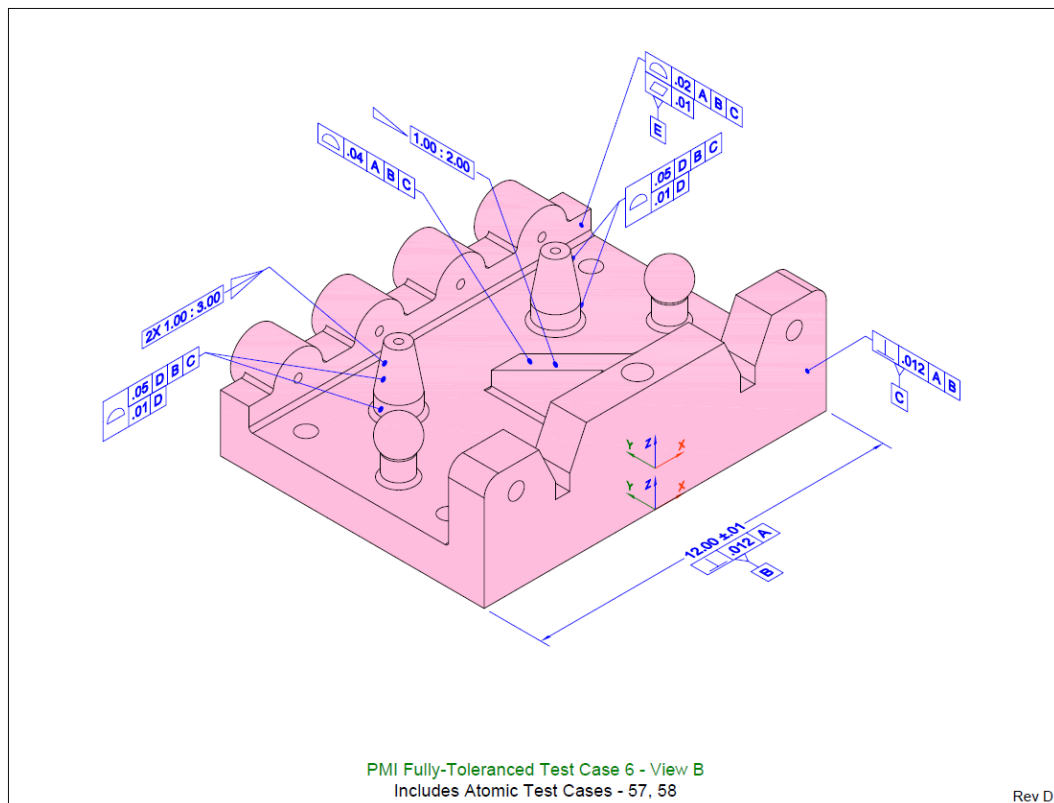 .02 A B C
.01
E
1.00 : 2.00
.04 A B C
.05 D B C
.01 D
2X 1.00 : 3.00
.05 D B C
.01 D
.012 A B
C
Y Z X
Y Z X
12.00 ±.01
.012 A
B
PMI Fully-Toleranced Test Case 6 - View B
Includes Atomic Test Cases - 57, 58
Rev D